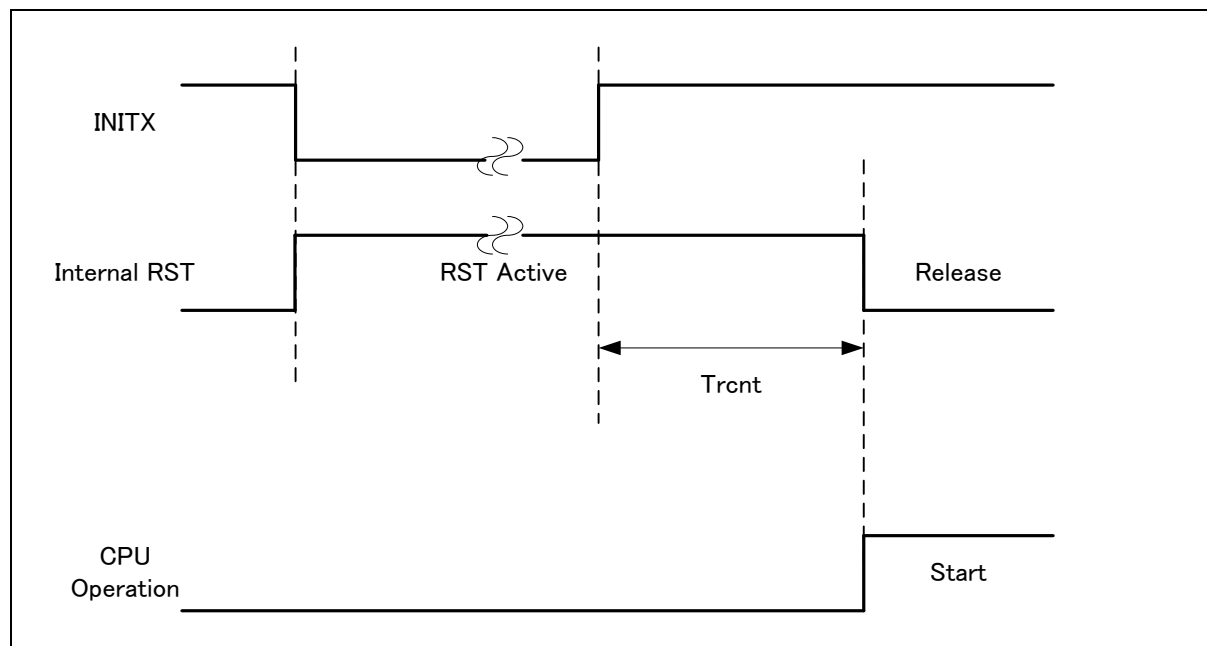 INITX
Internal RST
RST Active
Release
Trcnt
CPU
Operation
Start